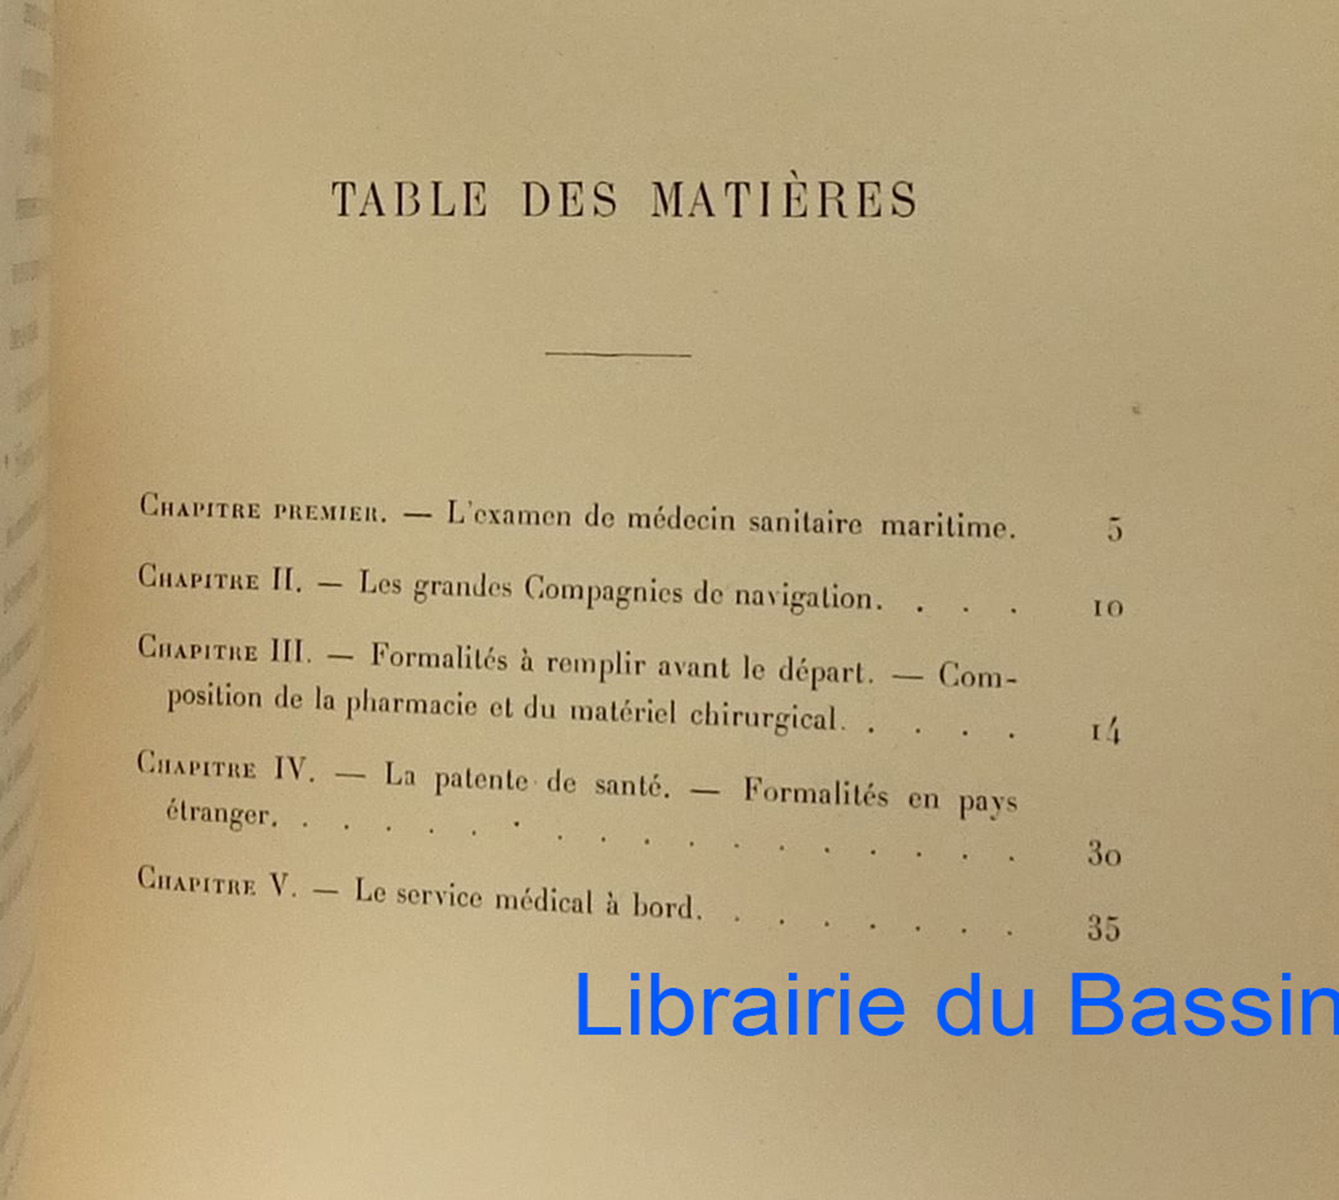 TABLE DES MATIÈRES
CHAPITRE PREMIER. — L'examen de médecin sanitaire maritime. 5
CHAPITRE II. — Les grandes Compagnies de navigation. . . . 10
CHAPITRE III. — Formalités à remplir avant le départ. — Com-
position de la pharmacie et du matériel chirurgical. . . . . 14
CHAPITRE IV. — La patente de santé. — Formalités en pays
étranger. . . . . . . . . . . . . . . . . . 30
CHAPITRE V. — Le service médical à bord. . . . . . . . 35
Librairie du Bassin